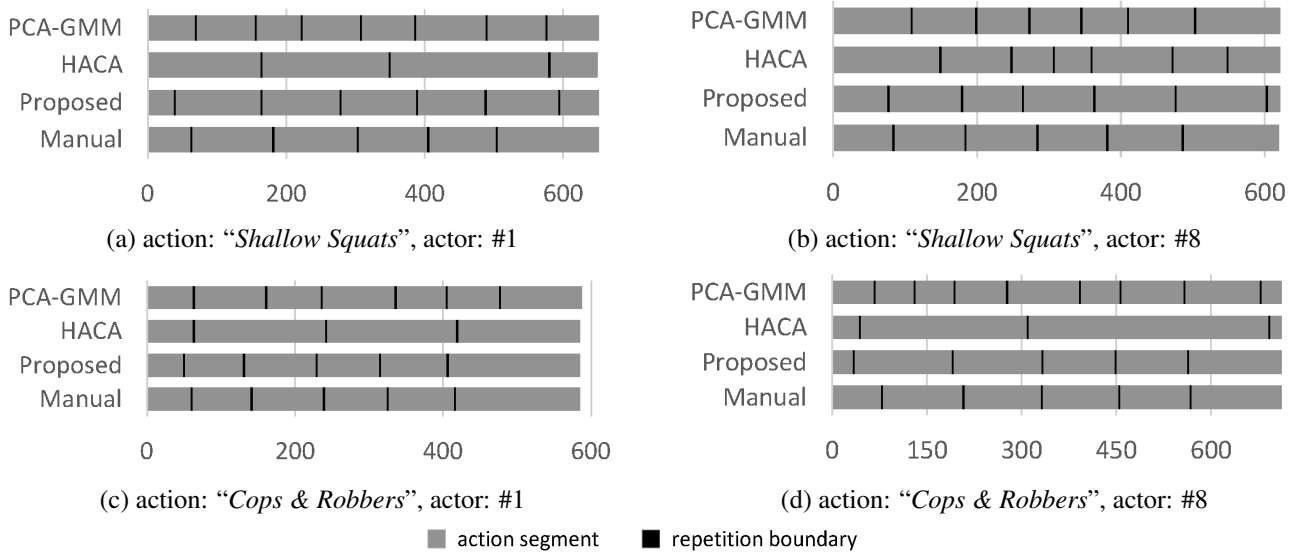 PCA-GMM
HACA
Proposed
Manual
0 200 400 600
(a) action: “Shallow Squats”, actor: #1
PCA-GMM
HACA
Proposed
Manual
0 200 400 600
(b) action: “Shallow Squats”, actor: #8
PCA-GMM
HACA
Proposed
Manual
0 200 400 600
(c) action: “Cops & Robbers”, actor: #1
PCA-GMM
HACA
Proposed
Manual
0 150 300 450 600
(d) action: “Cops & Robbers”, actor: #8
action segment repetition boundary